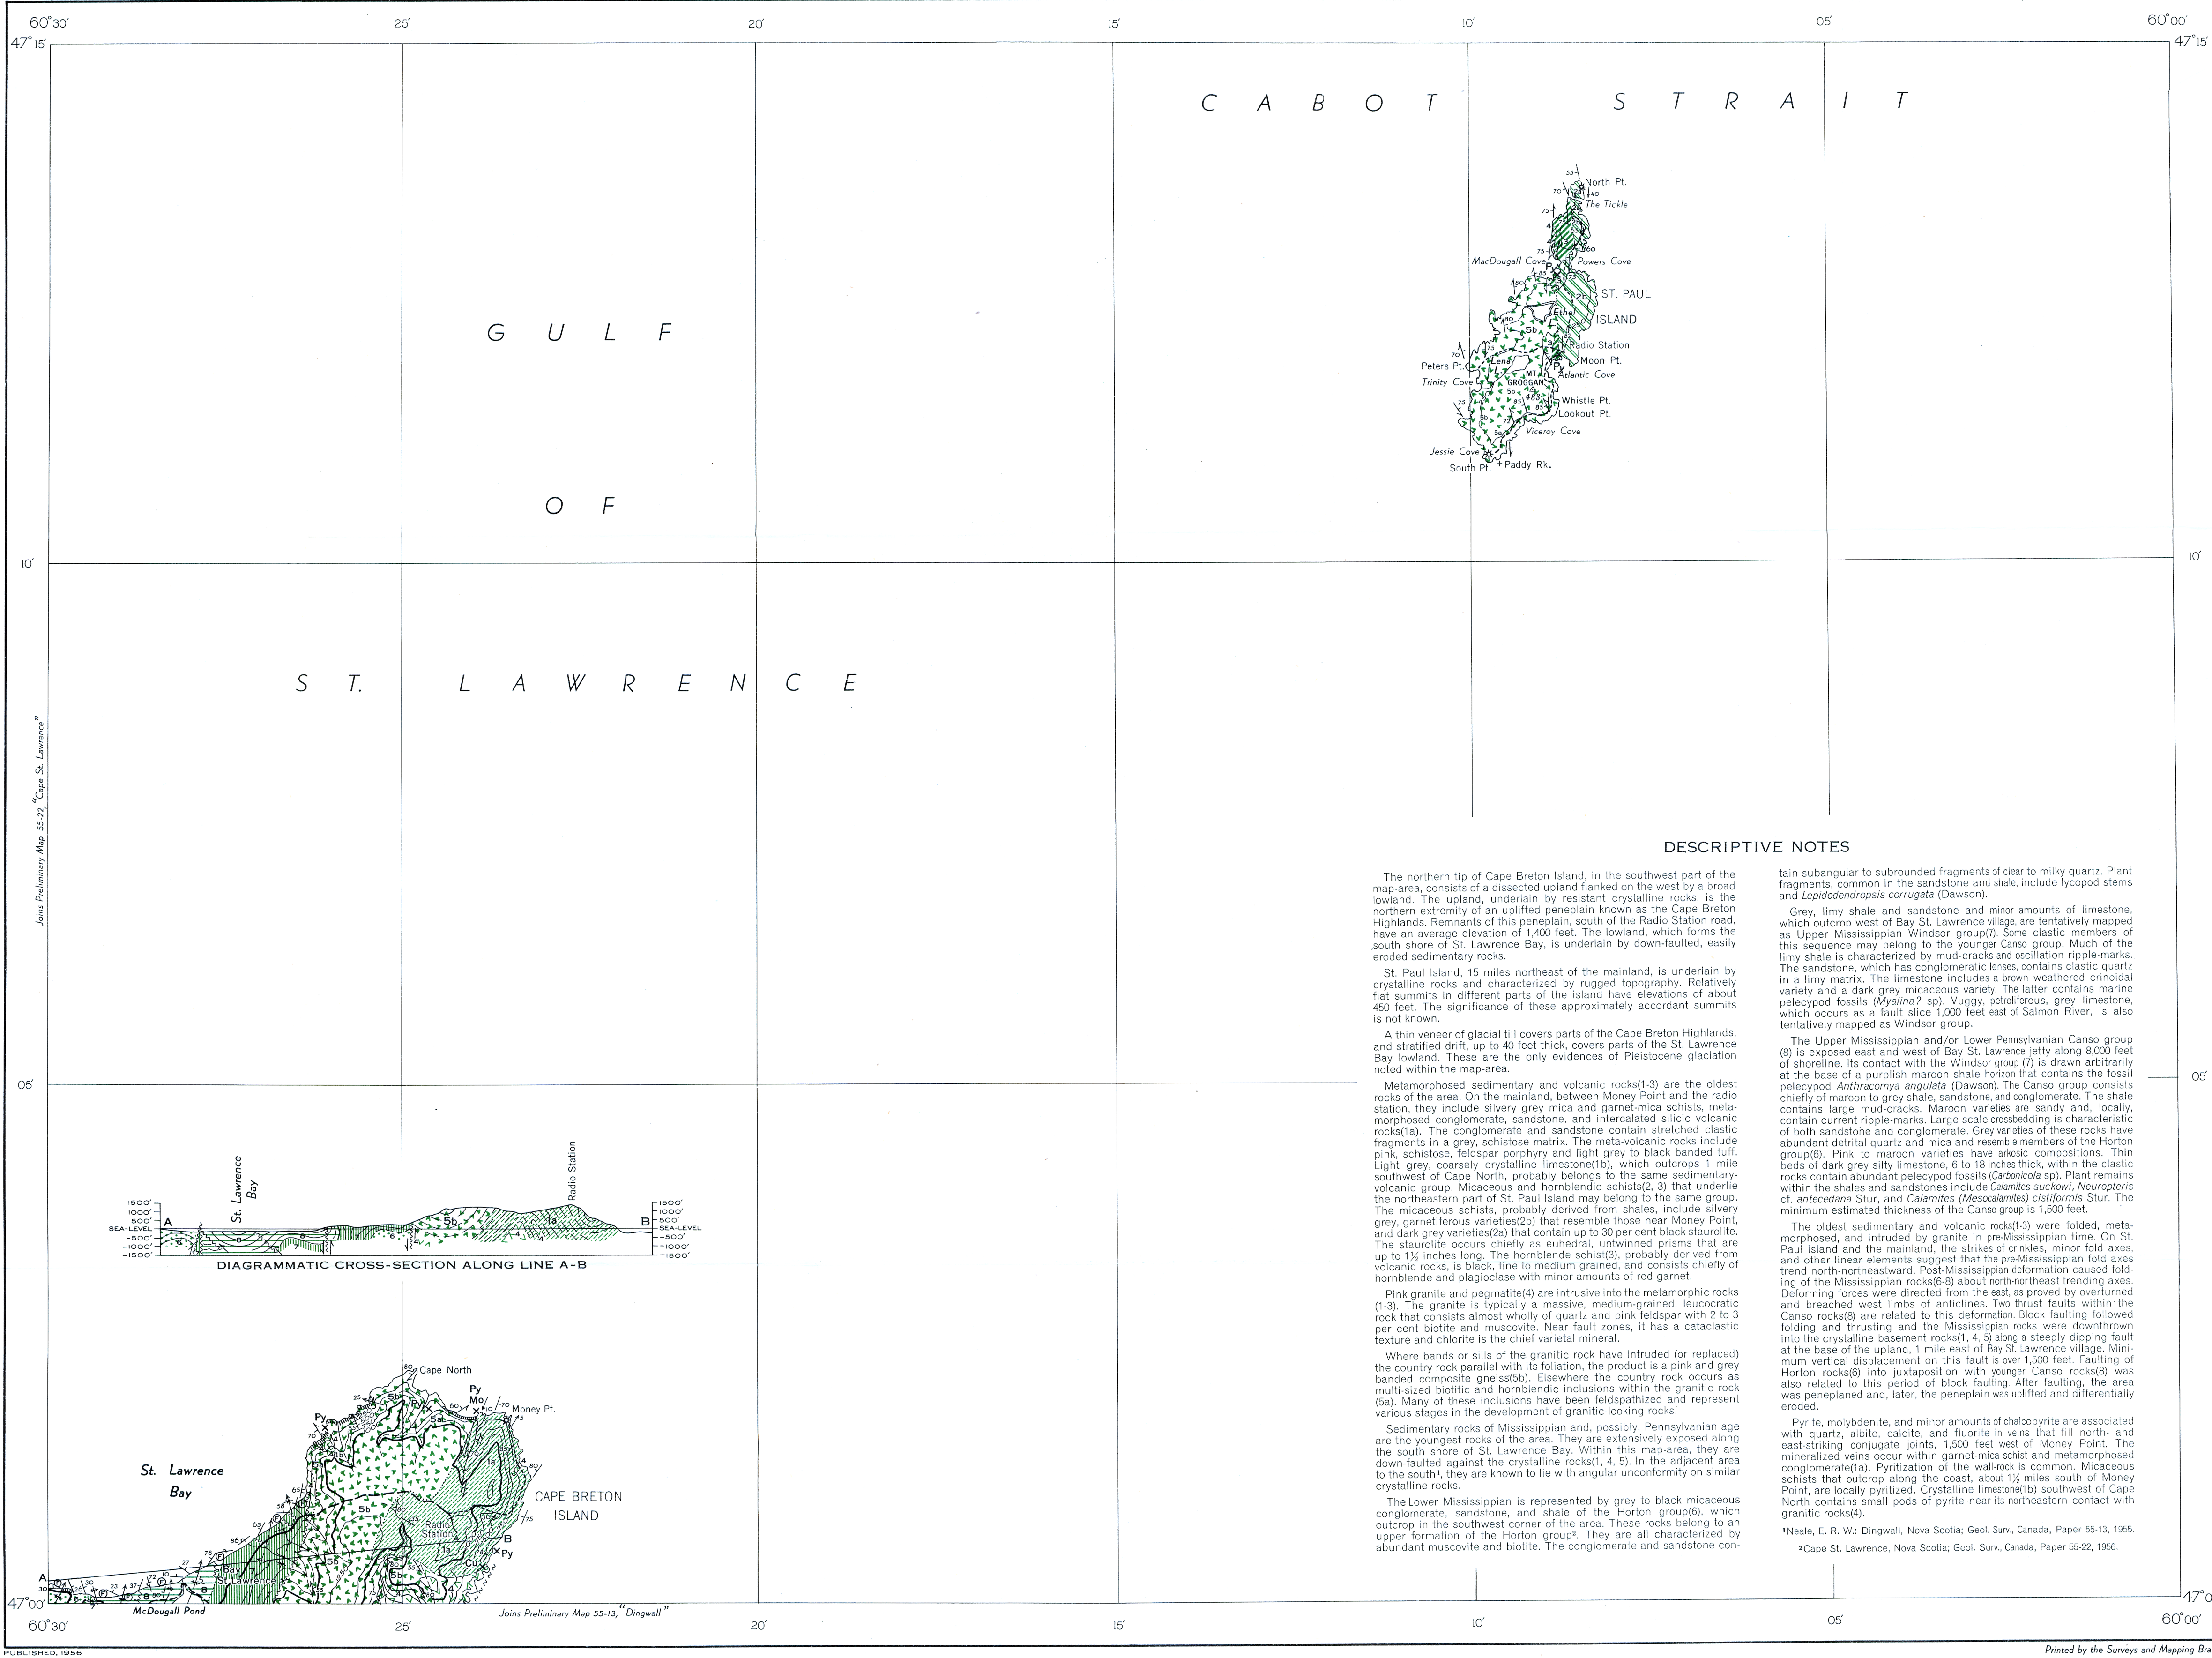 60°30′ 25′ 20′ 15′ 10′ 05′ 60°00′
47°15′ 47°15′
CABOT STRAIT
GULF
OF
ST. LAWRENCE
North Pt.
The Tickle
MacDougall Cove
Powers Cove
ST. PAUL
ISLAND
Ethel L.
5b
Radio Station
Moon Pt.
Py
Peters Pt.
Lena L.
Atlantic Cove
Trinity Cove
MT.
GROGGAN
483
Whistle Pt.
Lookout Pt.
Viceroy Cove
Jessie Cove
Paddy Rk.
South Pt.
10′ 10′
Joins Preliminary Map 55-22, "Cape St. Lawrence"
05′ 05′
DESCRIPTIVE NOTES
The northern tip of Cape Breton Island, in the southwest part of the
map-area, consists of a dissected upland flanked on the west by a broad
lowland. The upland, underlain by resistant crystalline rocks, is the
northern extremity of an uplifted peneplain known as the Cape Breton
Highlands. Remnants of this peneplain, south of the Radio Station road,
have an average elevation of 1,400 feet. The lowland, which forms the
south shore of St. Lawrence Bay, is underlain by down-faulted, easily
eroded sedimentary rocks.
St. Paul Island, 15 miles northeast of the mainland, is underlain by
crystalline rocks and characterized by rugged topography. Relatively
flat summits in different parts of the island have elevations of about
450 feet. The significance of these approximately accordant summits
is not known.
A thin veneer of glacial till covers parts of the Cape Breton Highlands,
and stratified drift, up to 40 feet thick, covers parts of the St. Lawrence
Bay lowland. These are the only evidences of Pleistocene glaciation
noted within the map-area.
Metamorphosed sedimentary and volcanic rocks(1-3) are the oldest
rocks of the area. On the mainland, between Money Point and the radio
station, they include silvery grey mica and garnet-mica schists, meta-
morphosed conglomerate, sandstone, and intercalated silicic volcanic
rocks(1a). The conglomerate and sandstone contain stretched clastic
fragments in a grey, schistose matrix. The meta-volcanic rocks include
pink, schistose, feldspar porphyry and light grey to black banded tuff.
Light grey, coarsely crystalline limestone(1b), which outcrops 1 mile
southwest of Cape North, probably belongs to the same sedimentary-
volcanic group. Micaceous and hornblendic schists(2, 3) that underlie
the northeastern part of St. Paul Island may belong to the same group.
The micaceous schists, probably derived from shales, include silvery
grey, garnetiferous varieties(2b) that resemble those near Money Point,
and dark grey varieties(2a) that contain up to 30 per cent black staurolite.
The staurolite occurs chiefly as euhedral, untwinned prisms that are
up to 1½ inches long. The hornblende schist(3), probably derived from
volcanic rocks, is black, fine to medium grained, and consists chiefly of
hornblende and plagioclase with minor amounts of red garnet.
Pink granite and pegmatite(4) are intrusive into the metamorphic rocks
(1-3). The granite is typically a massive, medium-grained, leucocratic
rock that consists almost wholly of quartz and pink feldspar with 2 to 3
per cent biotite and muscovite. Near fault zones, it has a cataclastic
texture and chlorite is the chief varietal mineral.
Where bands or sills of the granitic rock have intruded (or replaced)
the country rock parallel with its foliation, the product is a pink and grey
banded composite gneiss(5b). Elsewhere the country rock occurs as
multi-sized biotitic and hornblendic inclusions within the granitic rock
(5a). Many of these inclusions have been feldspathized and represent
various stages in the development of granitic-looking rocks.
Sedimentary rocks of Mississippian and, possibly, Pennsylvanian age
are the youngest rocks of the area. They are extensively exposed along
the south shore of St. Lawrence Bay. Within this map-area, they are
down-faulted against the crystalline rocks(1, 4, 5). In the adjacent area
to the south¹, they are known to lie with angular unconformity on similar
crystalline rocks.
The Lower Mississippian is represented by grey to black micaceous
conglomerate, sandstone, and shale of the Horton group(6), which
outcrop in the southwest corner of the area. These rocks belong to an
upper formation of the Horton group². They are all characterized by
abundant muscovite and biotite. The conglomerate and sandstone con-
tain subangular to subrounded fragments of clear to milky quartz. Plant
fragments, common in the sandstone and shale, include lycopod stems
and Lepidodendropsis corrugata (Dawson).
Grey, limy shale and sandstone and minor amounts of limestone,
which outcrop west of Bay St. Lawrence village, are tentatively mapped
as Upper Mississippian Windsor group(7). Some clastic members of
this sequence may belong to the younger Canso group. Much of the
limy shale is characterized by mud-cracks and oscillation ripple-marks.
The sandstone, which has conglomeratic lenses, contains clastic quartz
in a limy matrix. The limestone includes a brown weathered crinoidal
variety and a dark grey micaceous variety. The latter contains marine
pelecypod fossils (Myalina? sp). Vuggy, petroliferous, grey limestone,
which occurs as a fault slice 1,000 feet east of Salmon River, is also
tentatively mapped as Windsor group.
The Upper Mississippian and/or Lower Pennsylvanian Canso group
(8) is exposed east and west of Bay St. Lawrence jetty along 8,000 feet
of shoreline. Its contact with the Windsor group (7) is drawn arbitrarily
at the base of a purplish maroon shale horizon that contains the fossil
pelecypod Anthracomya angulata (Dawson). The Canso group consists
chiefly of maroon to grey shale, sandstone, and conglomerate. The shale
contains large mud-cracks. Maroon varieties are sandy and, locally,
contain current ripple-marks. Large scale crossbedding is characteristic
of both sandstone and conglomerate. Grey varieties of these rocks have
abundant detrital quartz and mica and resemble members of the Horton
group(6). Pink to maroon varieties have arkosic compositions. Thin
beds of dark grey silty limestone, 6 to 18 inches thick, within the clastic
rocks contain abundant pelecypod fossils (Carbonicola sp). Plant remains
within the shales and sandstones include Calamites suckowi, Neuropteris
cf. antecedana Stur, and Calamites (Mesocalamites) cistiformis Stur. The
minimum estimated thickness of the Canso group is 1,500 feet.
The oldest sedimentary and volcanic rocks(1-3) were folded, meta-
morphosed, and intruded by granite in pre-Mississippian time. On St.
Paul Island and the mainland, the strikes of crinkles, minor fold axes,
and other linear elements suggest that the pre-Mississippian fold axes
trend north-northeastward. Post-Mississippian deformation caused fold-
ing of the Mississippian rocks(6-8) about north-northeast trending axes.
Deforming forces were directed from the east, as proved by overturned
and breached west limbs of anticlines. Two thrust faults within the
Canso rocks(8) are related to this deformation. Block faulting followed
folding and thrusting and the Mississippian rocks were downthrown
into the crystalline basement rocks(1, 4, 5) along a steeply dipping fault
at the base of the upland, 1 mile east of Bay St. Lawrence village. Mini-
mum vertical displacement on this fault is over 1,500 feet. Faulting of
Horton rocks(6) into juxtaposition with younger Canso rocks(8) was
also related to this period of block faulting. After faulting, the area
was peneplaned and, later, the peneplain was uplifted and differentially
eroded.
Pyrite, molybdenite, and minor amounts of chalcopyrite are associated
with quartz, albite, calcite, and fluorite in veins that fill north- and
east-striking conjugate joints, 1,500 feet west of Money Point. The
mineralized veins occur within garnet-mica schist and metamorphosed
conglomerate(1a). Pyritization of the wall-rock is common. Micaceous
schists that outcrop along the coast, about 1½ miles south of Money
Point, are locally pyritized. Crystalline limestone(1b) southwest of Cape
North contains small pods of pyrite near its northeastern contact with
granitic rocks(4).
¹Neale, E. R. W.: Dingwall, Nova Scotia; Geol. Surv., Canada, Paper 55-13, 1955.
²Cape St. Lawrence, Nova Scotia; Geol. Surv., Canada, Paper 55-22, 1956.
St. Lawrence
Bay
Radio Station
1500′ 1500′
1000′ 1000′
500′ A 5b 1a B 500′
SEA-LEVEL SEA-LEVEL
-500′ -500′
-1000′ -1000′
-1500′ -1500′
DIAGRAMMATIC CROSS-SECTION ALONG LINE A-B
Cape North
Py
Mo
Money Pt.
Py
5b
5a
1a
St. Lawrence
Bay
CAPE BRETON
ISLAND
5b
Radio
Station
B
1a
Py
Cu
Bay
St. Lawrence
5b
A
McDougall Pond
Joins Preliminary Map 55-13, "Dingwall"
47°00′ 47°0
60°30′ 25′ 20′ 15′ 10′ 05′ 60°00′
PUBLISHED, 1956
Printed by the Surveys and Mapping Bra